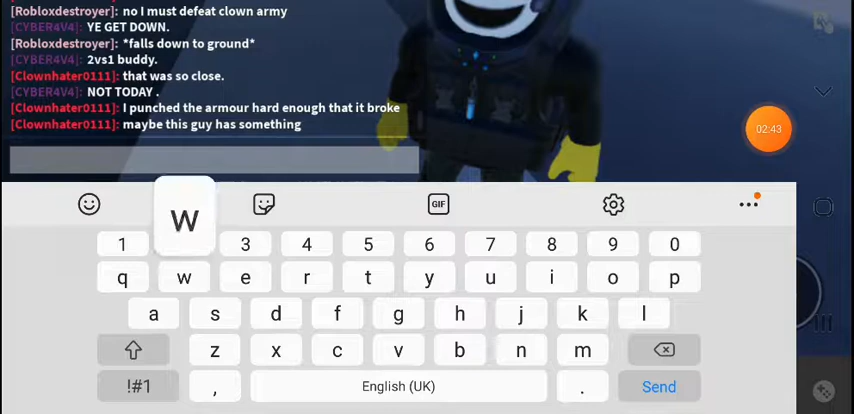 [Robloxdestroyer]: no I must defeat clown army
[CYBER4V4]: YE GET DOWN.
[Robloxdestroyer]: *falls down to ground*
[CYBER4V4]: 2vs1 buddy.
[Clownhater0111]: that was so close.
[CYBER4V4]: NOT TODAY .
[Clownhater0111]: I punched the armour hard enough that it broke
[Clownhater0111]: maybe this guy has something
02:43
GIF
w
1 3 4 5 6 7 8 9 0
q w e r t y u i o p
a s d f g h j k l
z x c v b n m
!#1 , English (UK) . Send